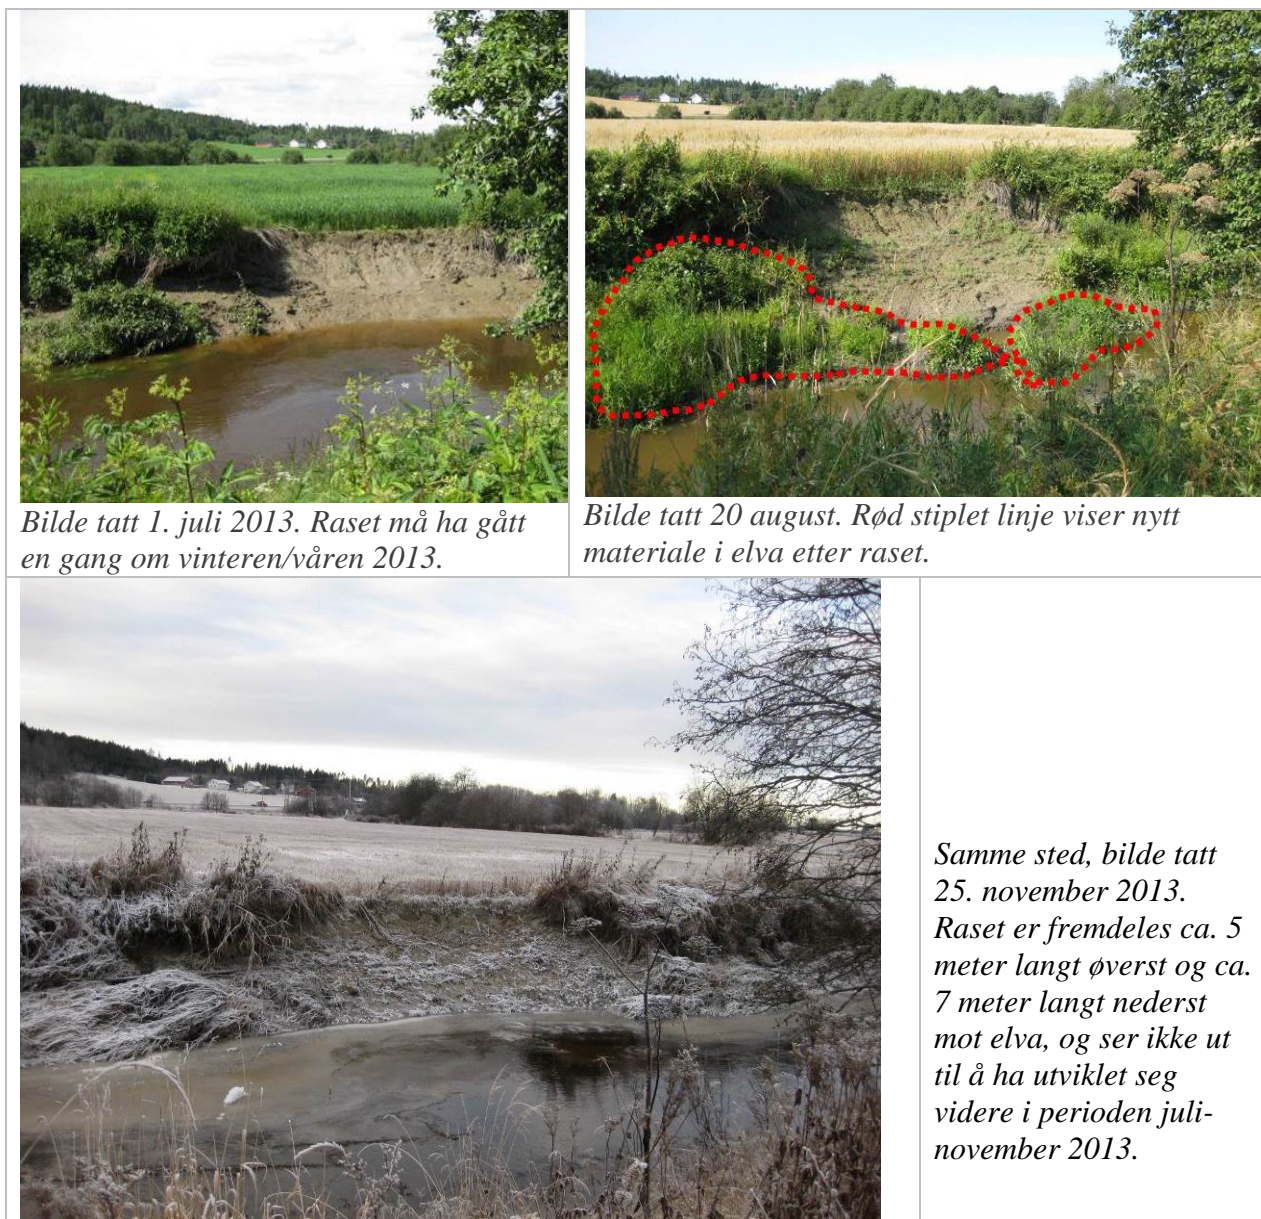 Bilde tatt 1. juli 2013. Raset må ha gått
en gang om vinteren/våren 2013.
Bilde tatt 20 august. Rød stiplet linje viser nytt
materiale i elva etter raset.
Samme sted, bilde tatt
25. november 2013.
Raset er fremdeles ca. 5
meter langt øverst og ca.
7 meter langt nederst
mot elva, og ser ikke ut
til å ha utviklet seg
videre i perioden juli-
november 2013.